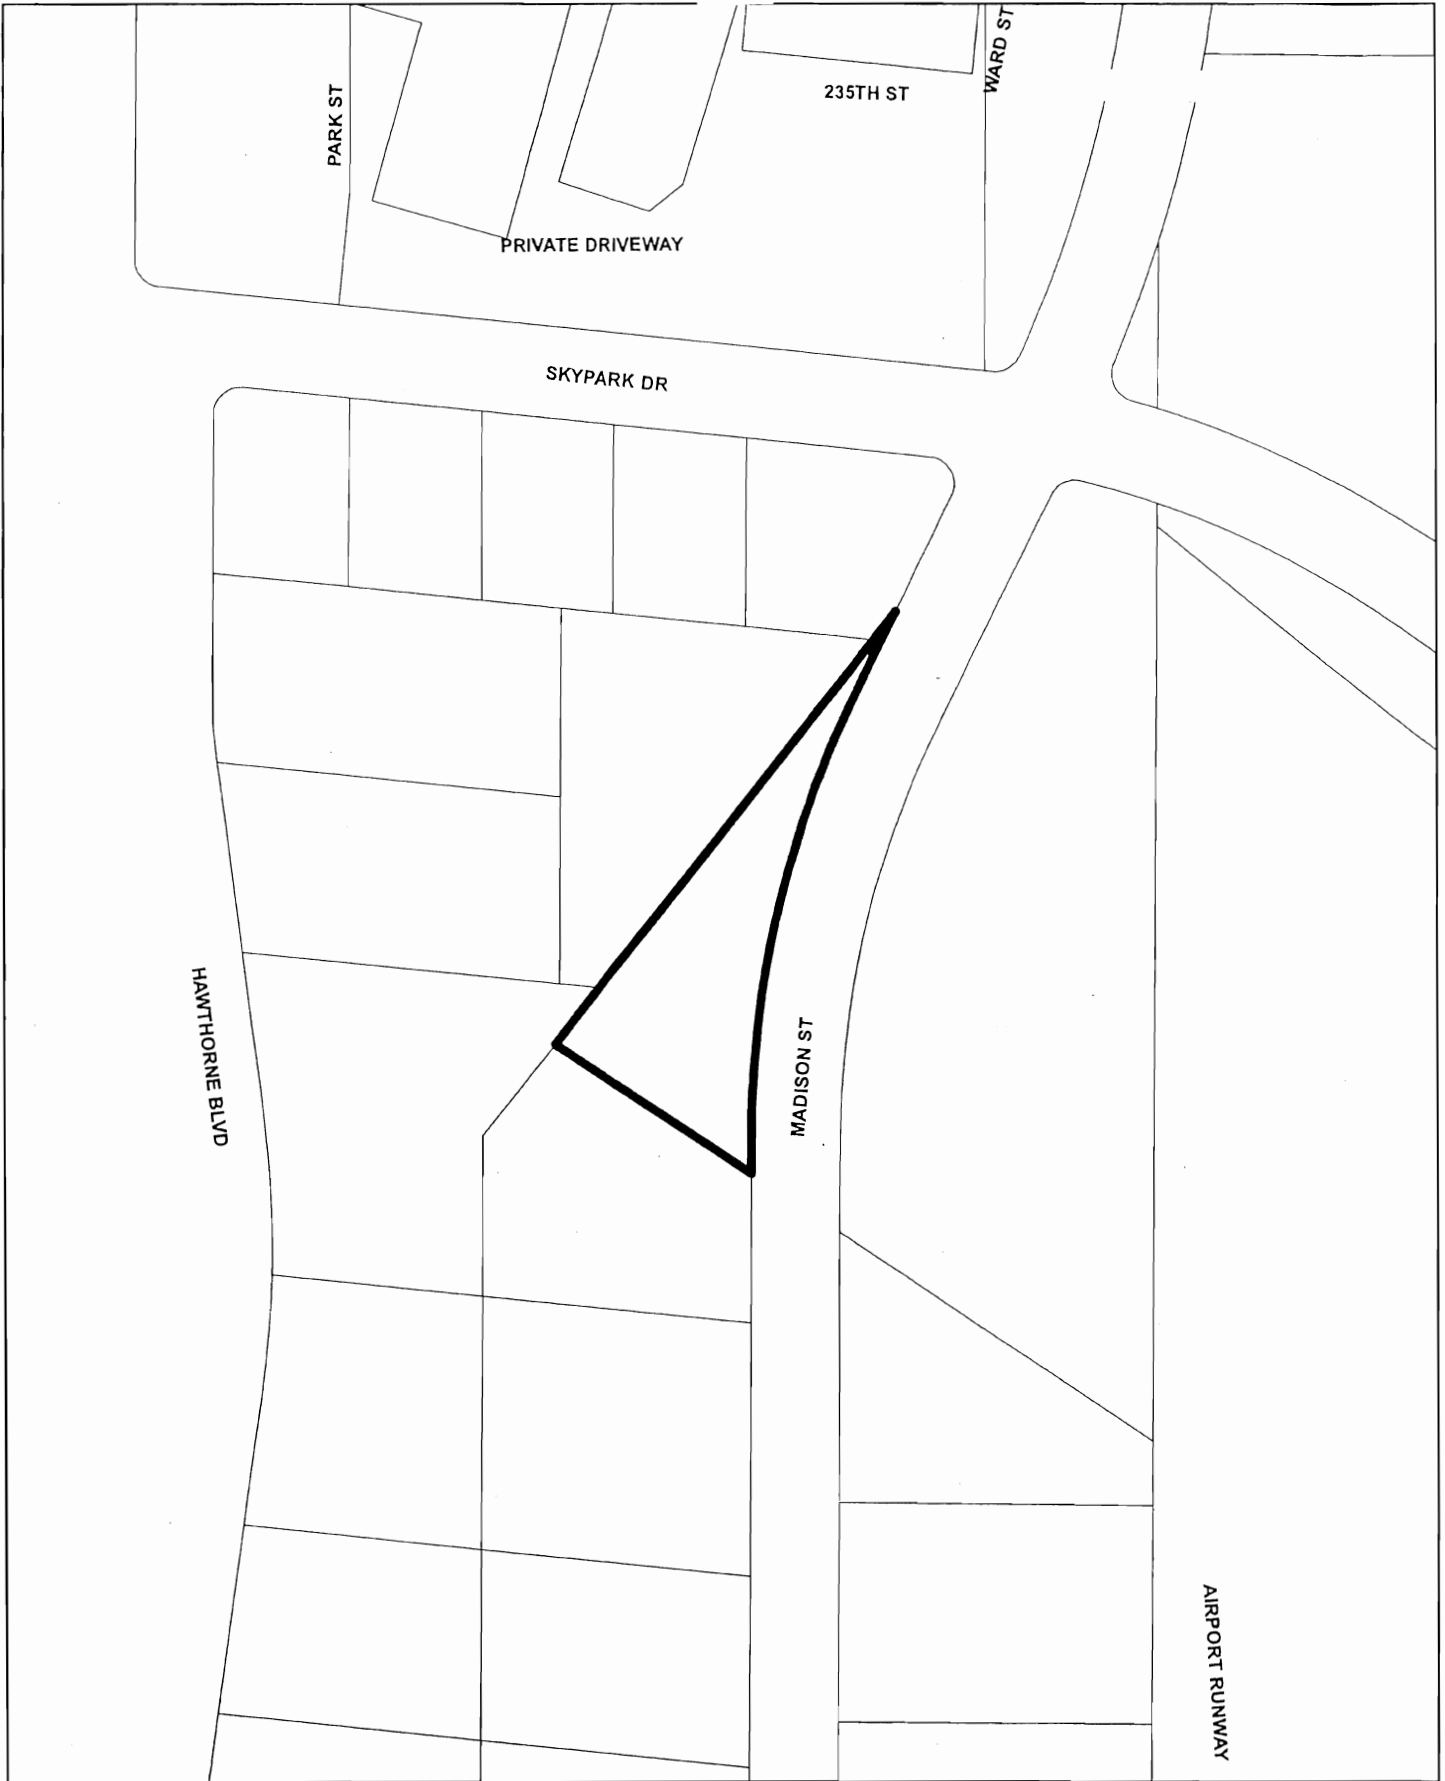 WARD ST
PARK ST
235TH ST
PRIVATE DRIVEWAY
SKYPARK DR
HAWTHORNE BLVD
MADISON ST
AIRPORT RUNWAY